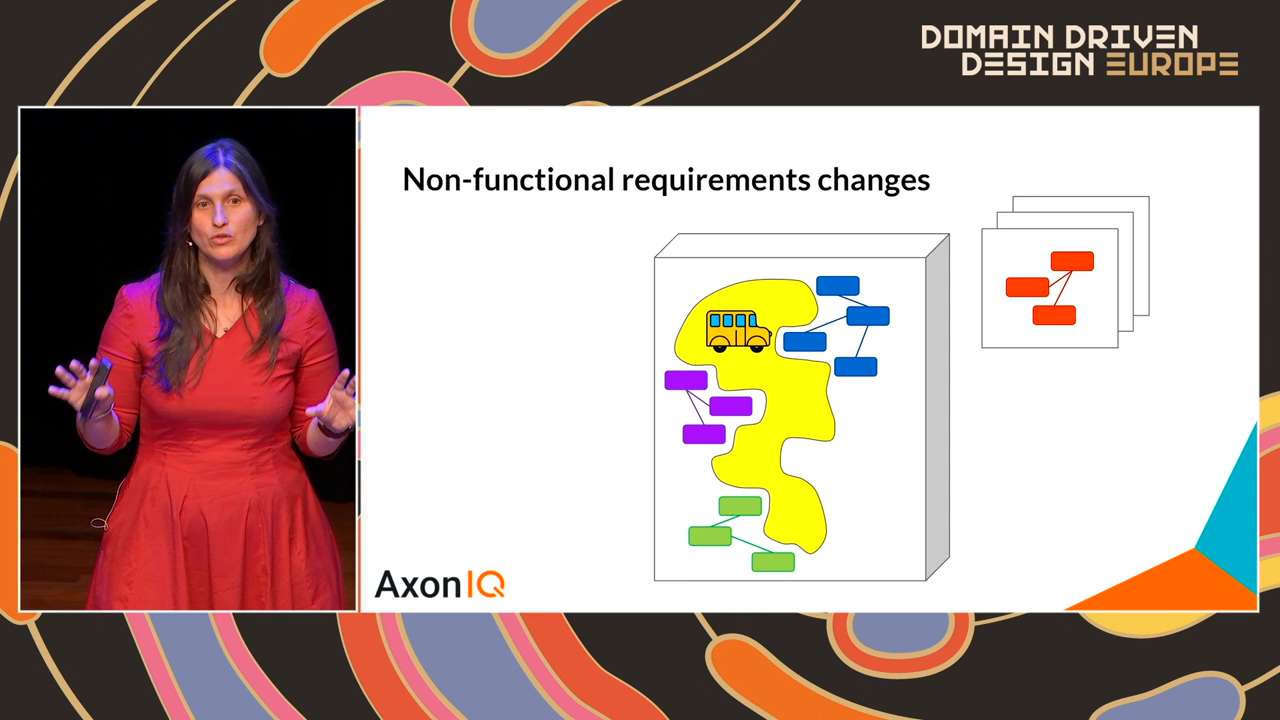 DOMAIN DRIVEN
DESIGN EUROPE
Non-functional requirements changes
AxonIQ